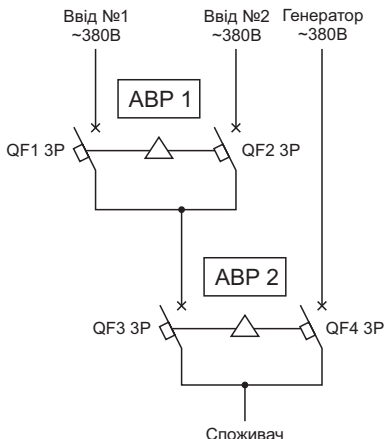 Ввід №1
~380В
Ввід №2
~380В
Генератор
~380В
АВР 1
QF1 3P
QF2 3P
АВР 2
QF3 3P
QF4 3P
Споживач